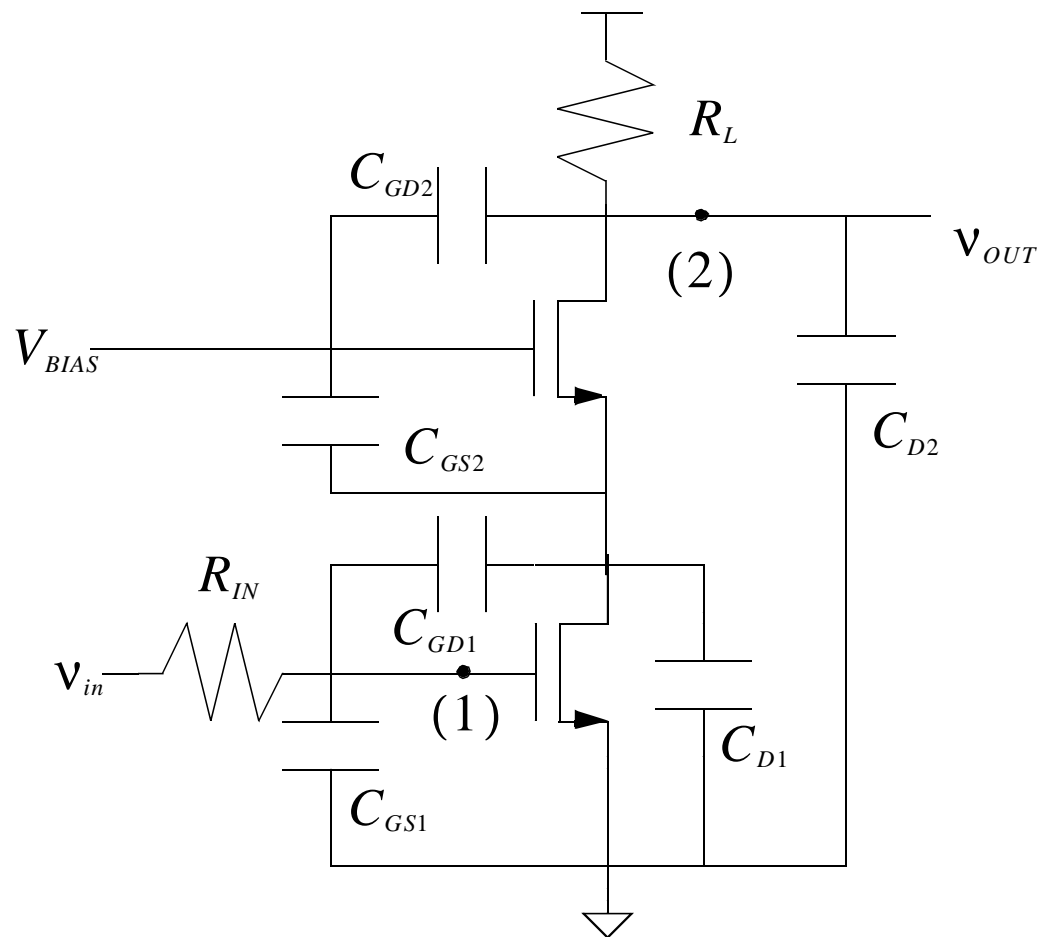 R_L
C_GD2
ν_OUT
(2)
V_BIAS
C_D2
C_GS2
R_IN
C_GD1
ν_in
(1)
C_D1
C_GS1